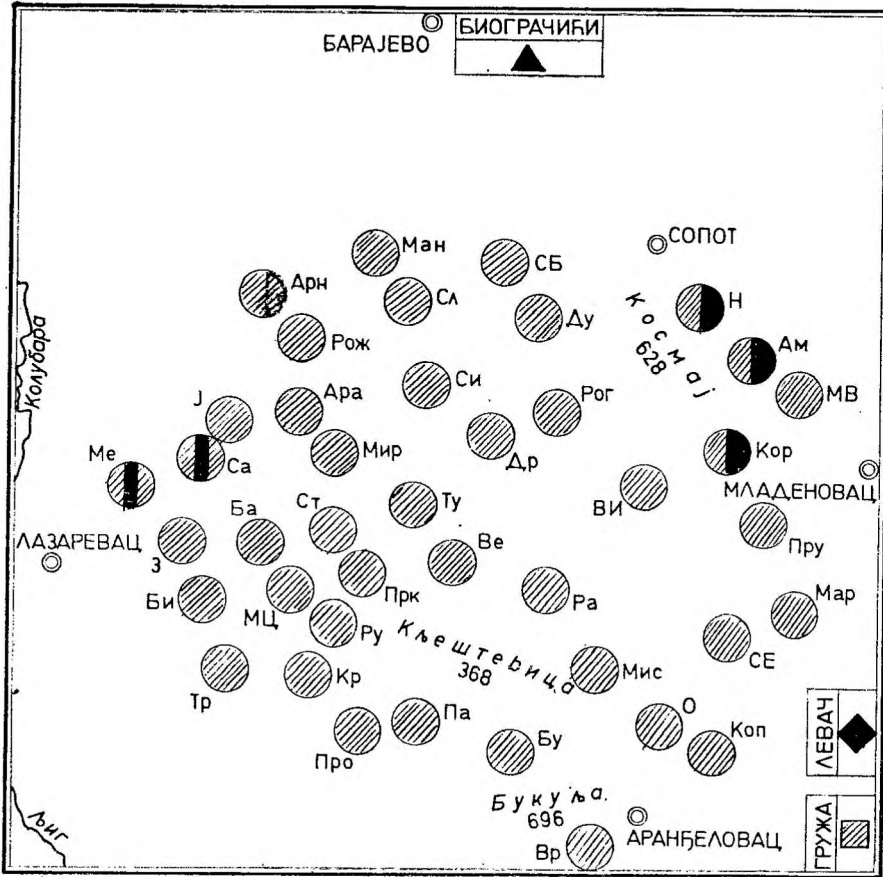 БИОГРАЧИЋИ
БАРАЈЕВО
СОПОТ
Ман
СБ
Арн
Сл
Ду
Н
Рож
Космај
628
Ам
Колубара
Си
МВ
Ј
Ара
Рог
Ме
Са
Мир
Др
Кор
МЛАДЕНОВАЦ
Ба
Ст
Ту
ВИ
ЛАЗАРЕВАЦ
З
Ве
Пру
Би
МЦ
Прк
Ра
Мар
Ру
Клештевица
368
СЕ
Тр
Кр
Мис
Про
Па
Бу
О
Коп
ЛЕВАЧ
Букуља
696
Љиг
Вр
АРАНЂЕЛОВАЦ
ГРУЖА